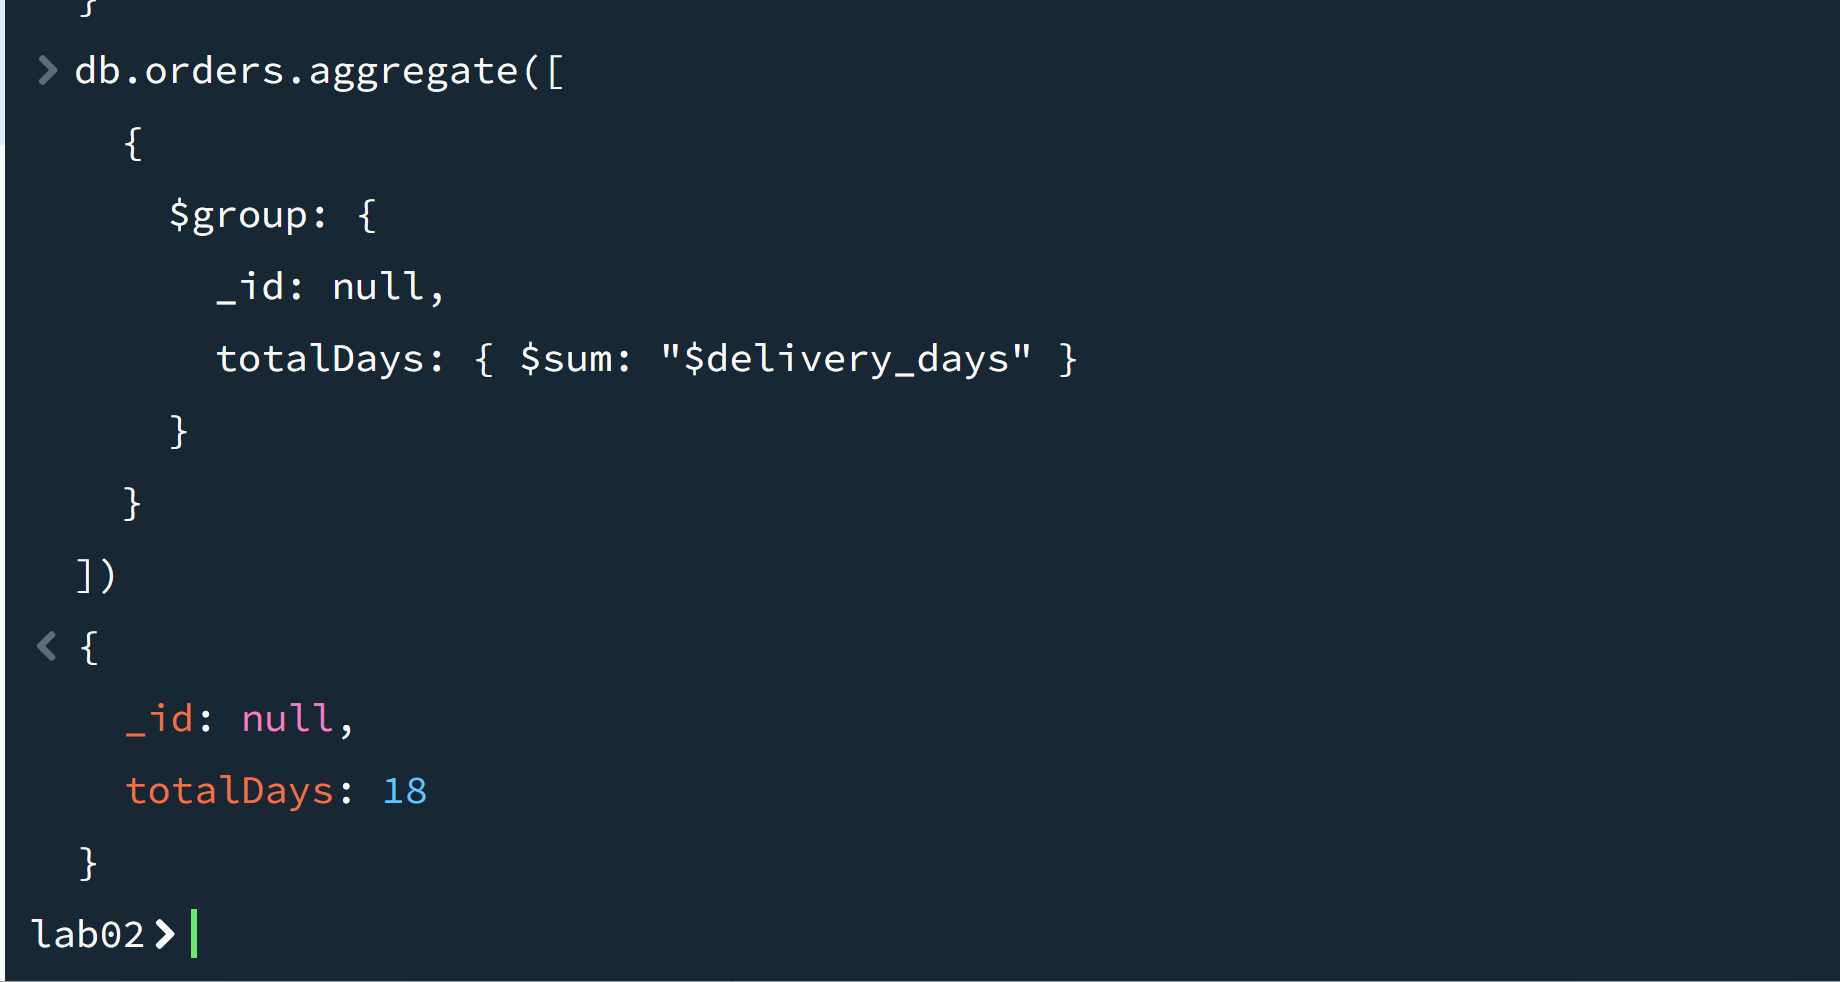 }
db.orders.aggregate([
{
$group: {
_id: null,
totalDays: { $sum: "$delivery_days" }
}
}
])
{
_id: null,
totalDays: 18
}
lab02>